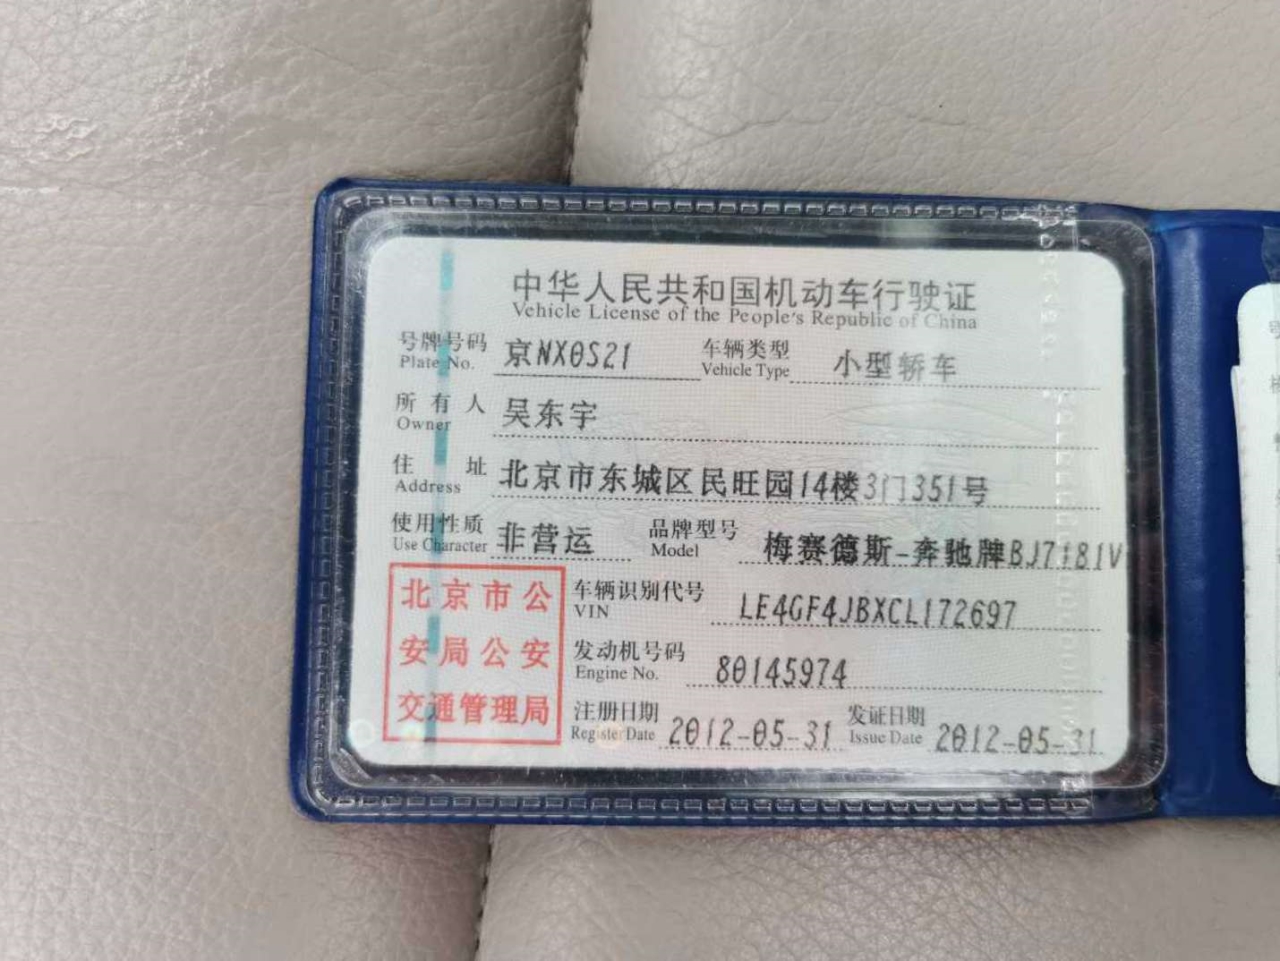 中华人民共和国机动车行驶证
Vehicle License of the People's Republic of China
号牌号码 京NX0S21 车辆类型 小型轿车
Plate No. Vehicle Type
所有人 吴东宇
Owner
住址 北京市东城区民旺园14楼3门351号
Address
使用性质 非营运 品牌型号 梅赛德斯-奔驰牌BJ7181V
Use Character Model
北京市公
安局公安
交通管理局
车辆识别代号 LE4GF4JBXCL172697
VIN
发动机号码 80145974
Engine No.
注册日期 2012-05-31 发证日期 2012-05-31
Register Date Issue Date